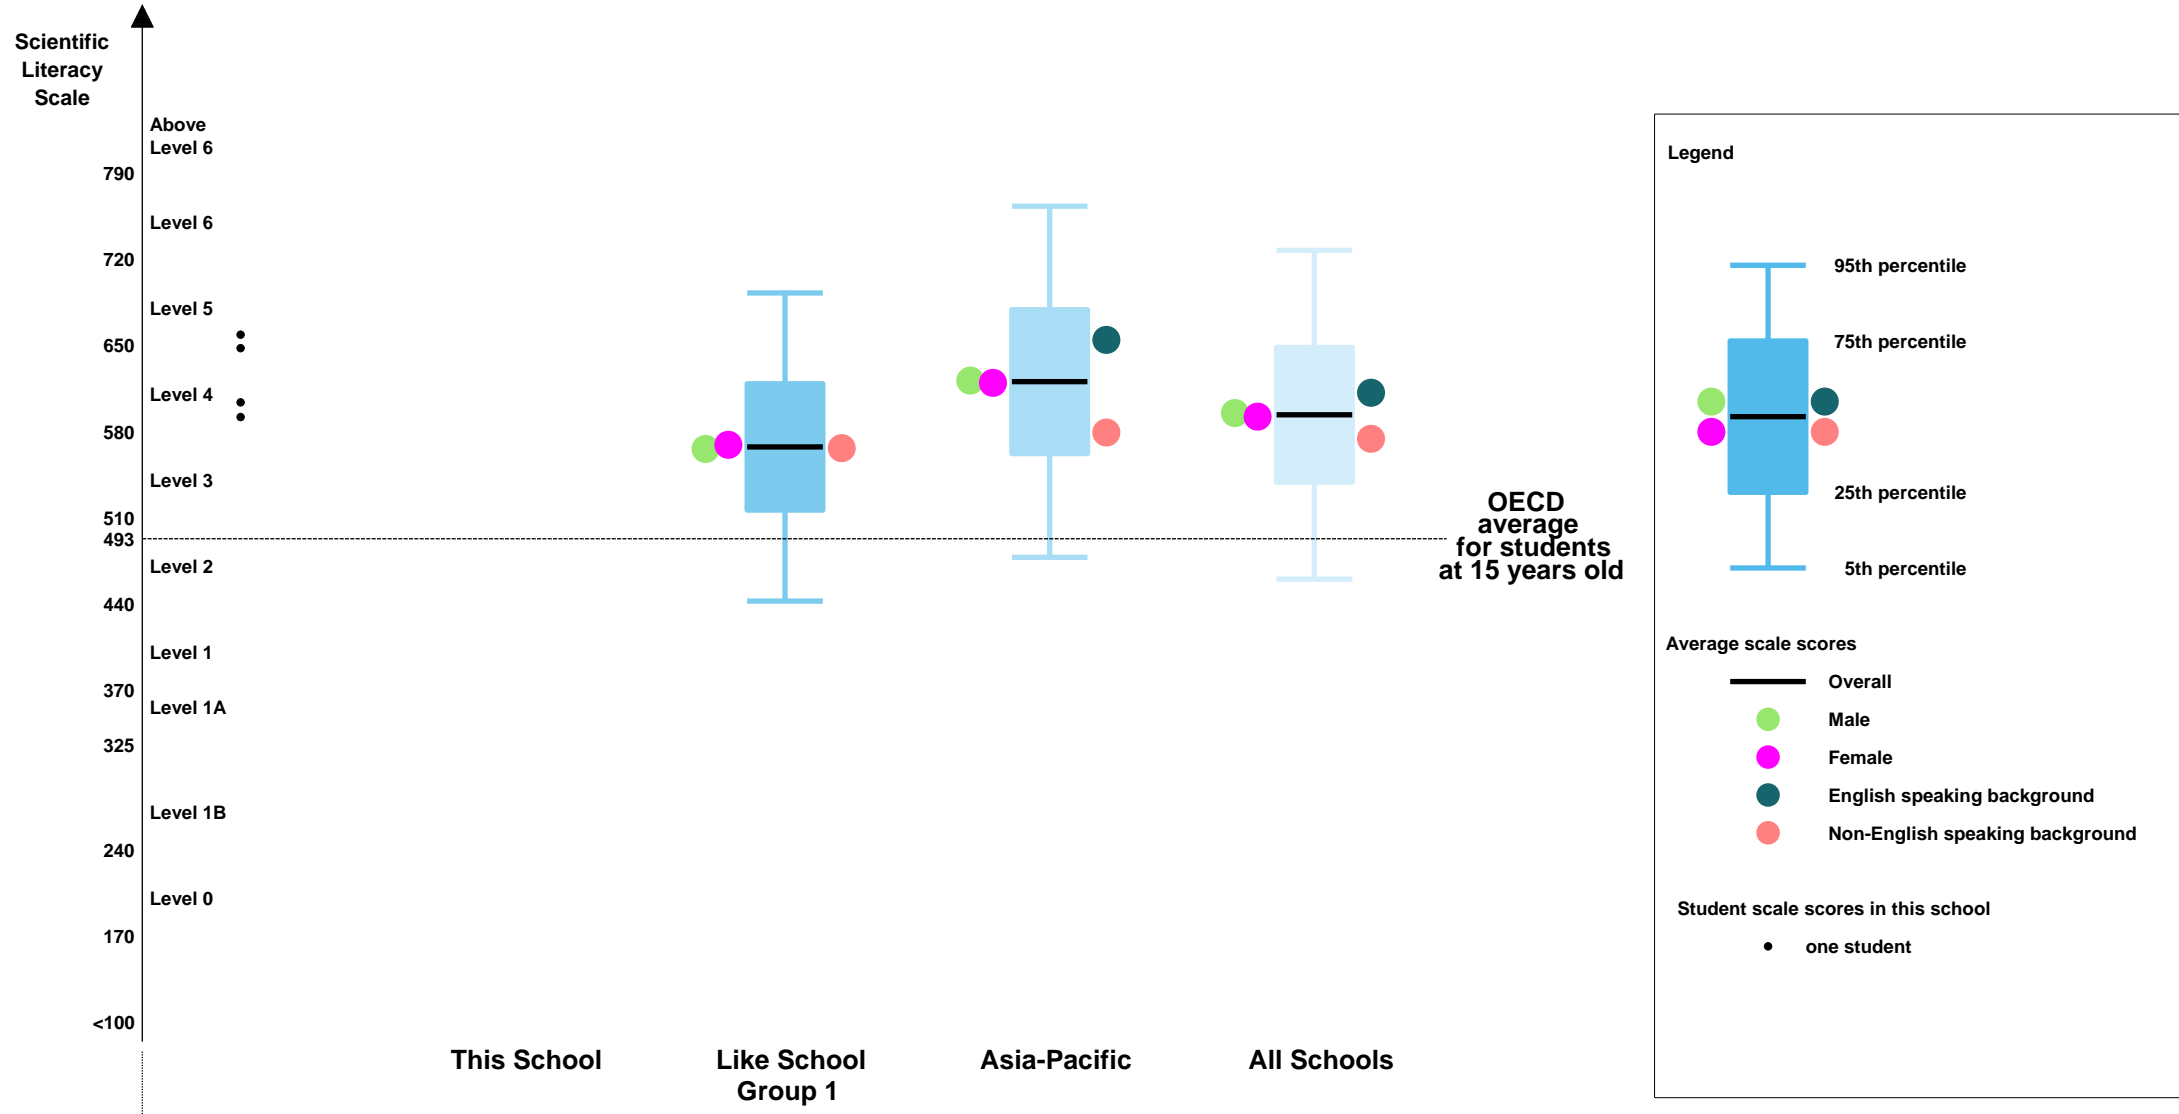 Scientific
Literacy
Scale
Above
Level 6
790
Level 6
720
Level 5
650
Level 4
580
Level 3
510
493
Level 2
440
Level 1
370
Level 1A
325
Level 1B
240
Level 0
170
<100
OECD
average
for students
at 15 years old
This School
Like School
Group 1
Asia-Pacific
All Schools
Legend
95th percentile
75th percentile
25th percentile
5th percentile
Average scale scores
Overall
Male
Female
English speaking background
Non-English speaking background
Student scale scores in this school
one student